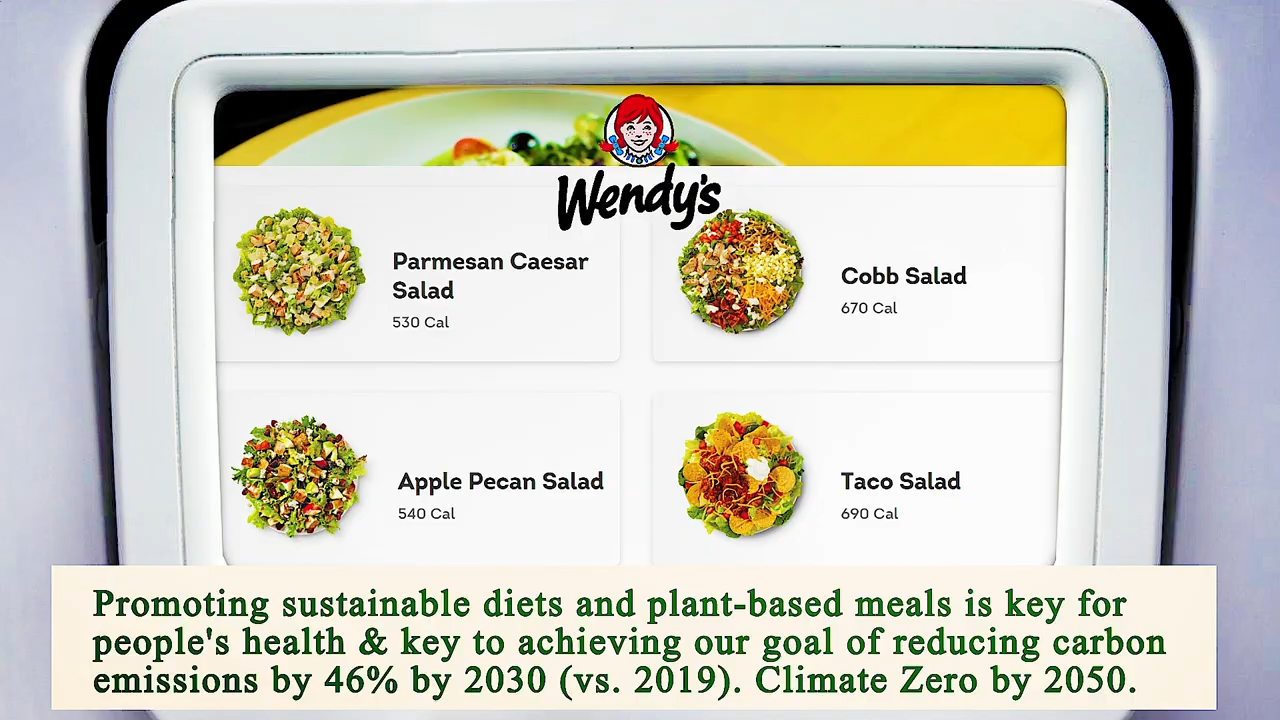 Wendy's
Parmesan Caesar
Salad
530 Cal
Cobb Salad
670 Cal
Apple Pecan Salad
540 Cal
Taco Salad
690 Cal
Promoting sustainable diets and plant-based meals is key for
people's health & key to achieving our goal of reducing carbon
emissions by 46% by 2030 (vs. 2019). Climate Zero by 2050.